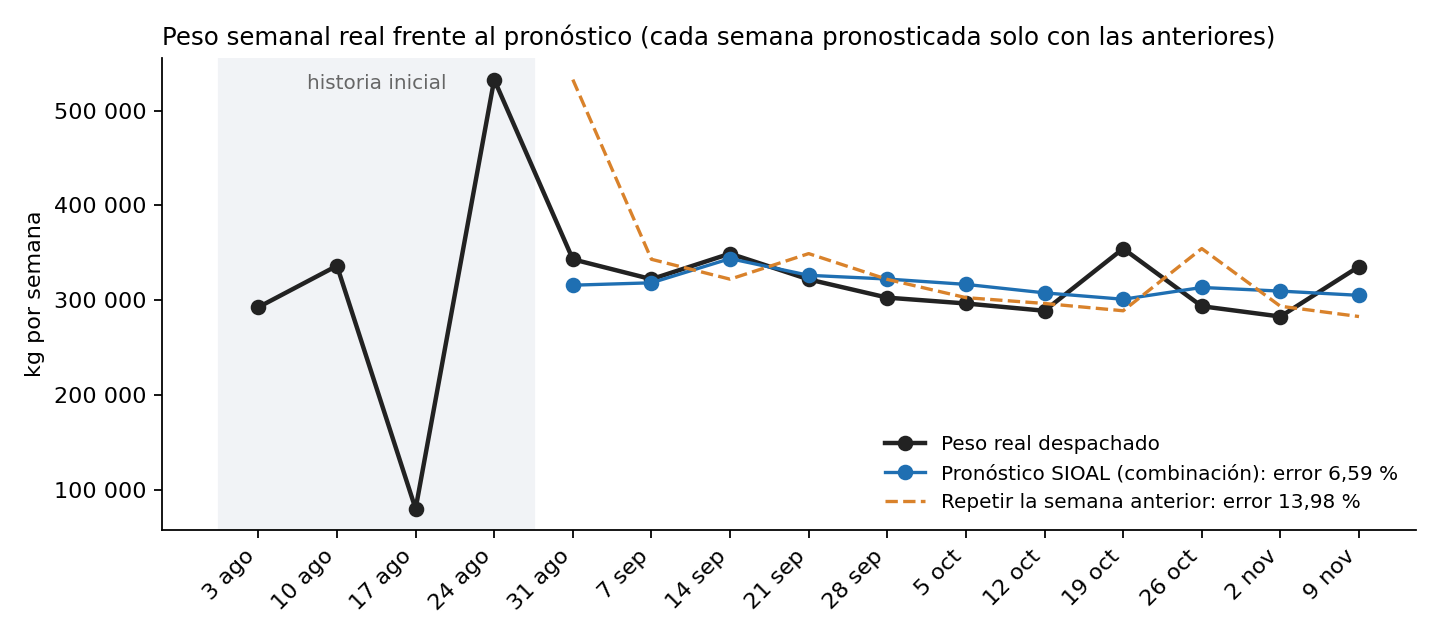 Peso semanal real frente al pronóstico (cada semana pronosticada solo con las anteriores)
historia inicial
kg por semana
500 000
400 000
300 000
200 000
100 000
Peso real despachado
Pronóstico SIOAL (combinación): error 6,59 %
Repetir la semana anterior: error 13,98 %
3 ago
10 ago
17 ago
24 ago
31 ago
7 sep
14 sep
21 sep
28 sep
5 oct
12 oct
19 oct
26 oct
2 nov
9 nov